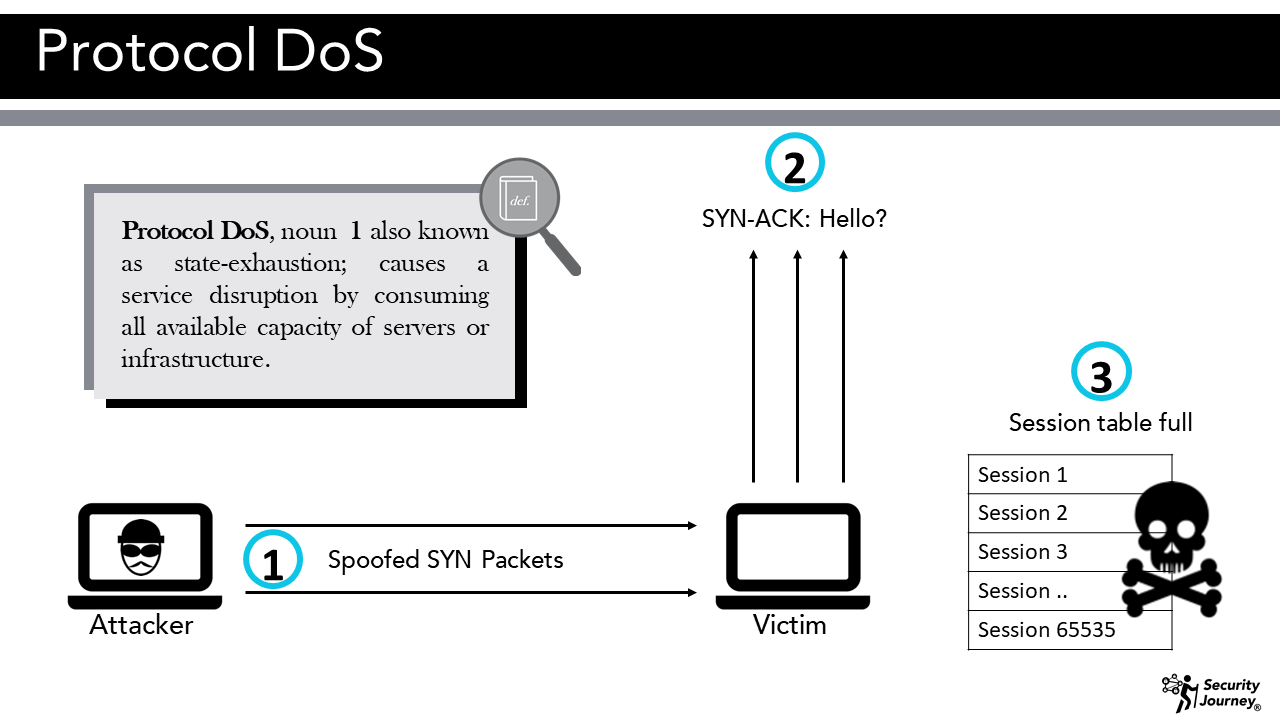 Protocol DoS
def.
Protocol DoS, noun 1 also known
as state-exhaustion; causes a
service disruption by consuming
all available capacity of servers or
infrastructure.
2
SYN-ACK: Hello?
3
Session table full
Session 1
Session 2
Session 3
Session ..
Session 65535
1
Spoofed SYN Packets
Attacker
Victim
Security
Journey®